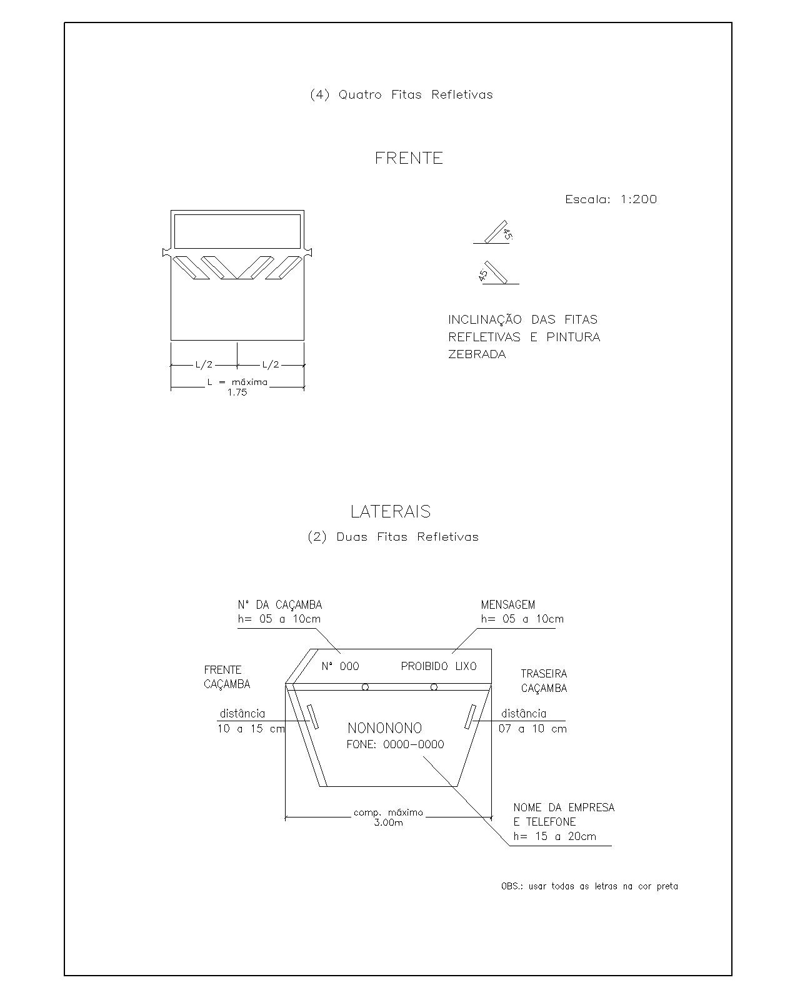 (4) Quatro Fitas Refletivas
FRENTE
Escala: 1:200
45°
45°
INCLINAÇÃO DAS FITAS
REFLETIVAS E PINTURA
ZEBRADA
L/2
L/2
L = máxima
1.75
LATERAIS
(2) Duas Fitas Refletivas
Nª DA CAÇAMBA
h= 05 a 10cm
MENSAGEM
h= 05 a 10cm
Nª 000
PROIBIDO LIXO
FRENTE
CAÇAMBA
TRASEIRA
CAÇAMBA
distância
10 a 15 cm
distância
07 a 10 cm
NONONONO
FONE: 0000-0000
comp. máximo
3.00m
NOME DA EMPRESA
E TELEFONE
h= 15 a 20cm
OBS.: usar todas as letras na cor preta